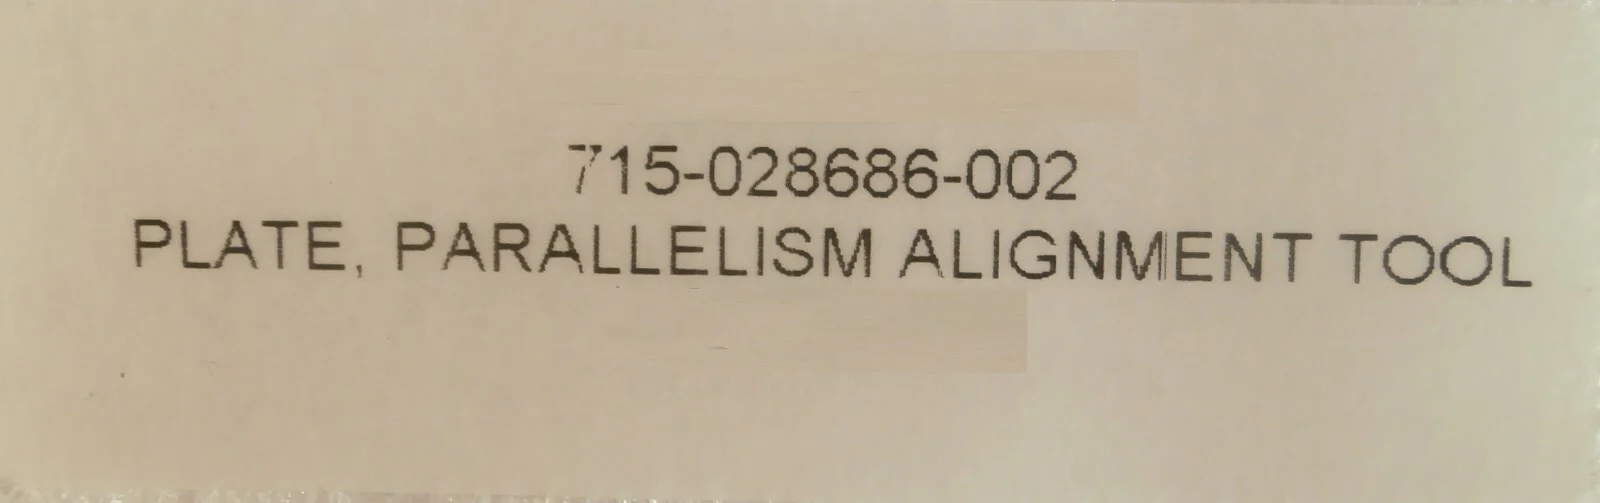 715-028686-002
PLATE, PARALLELISM ALIGNMENT TOOL